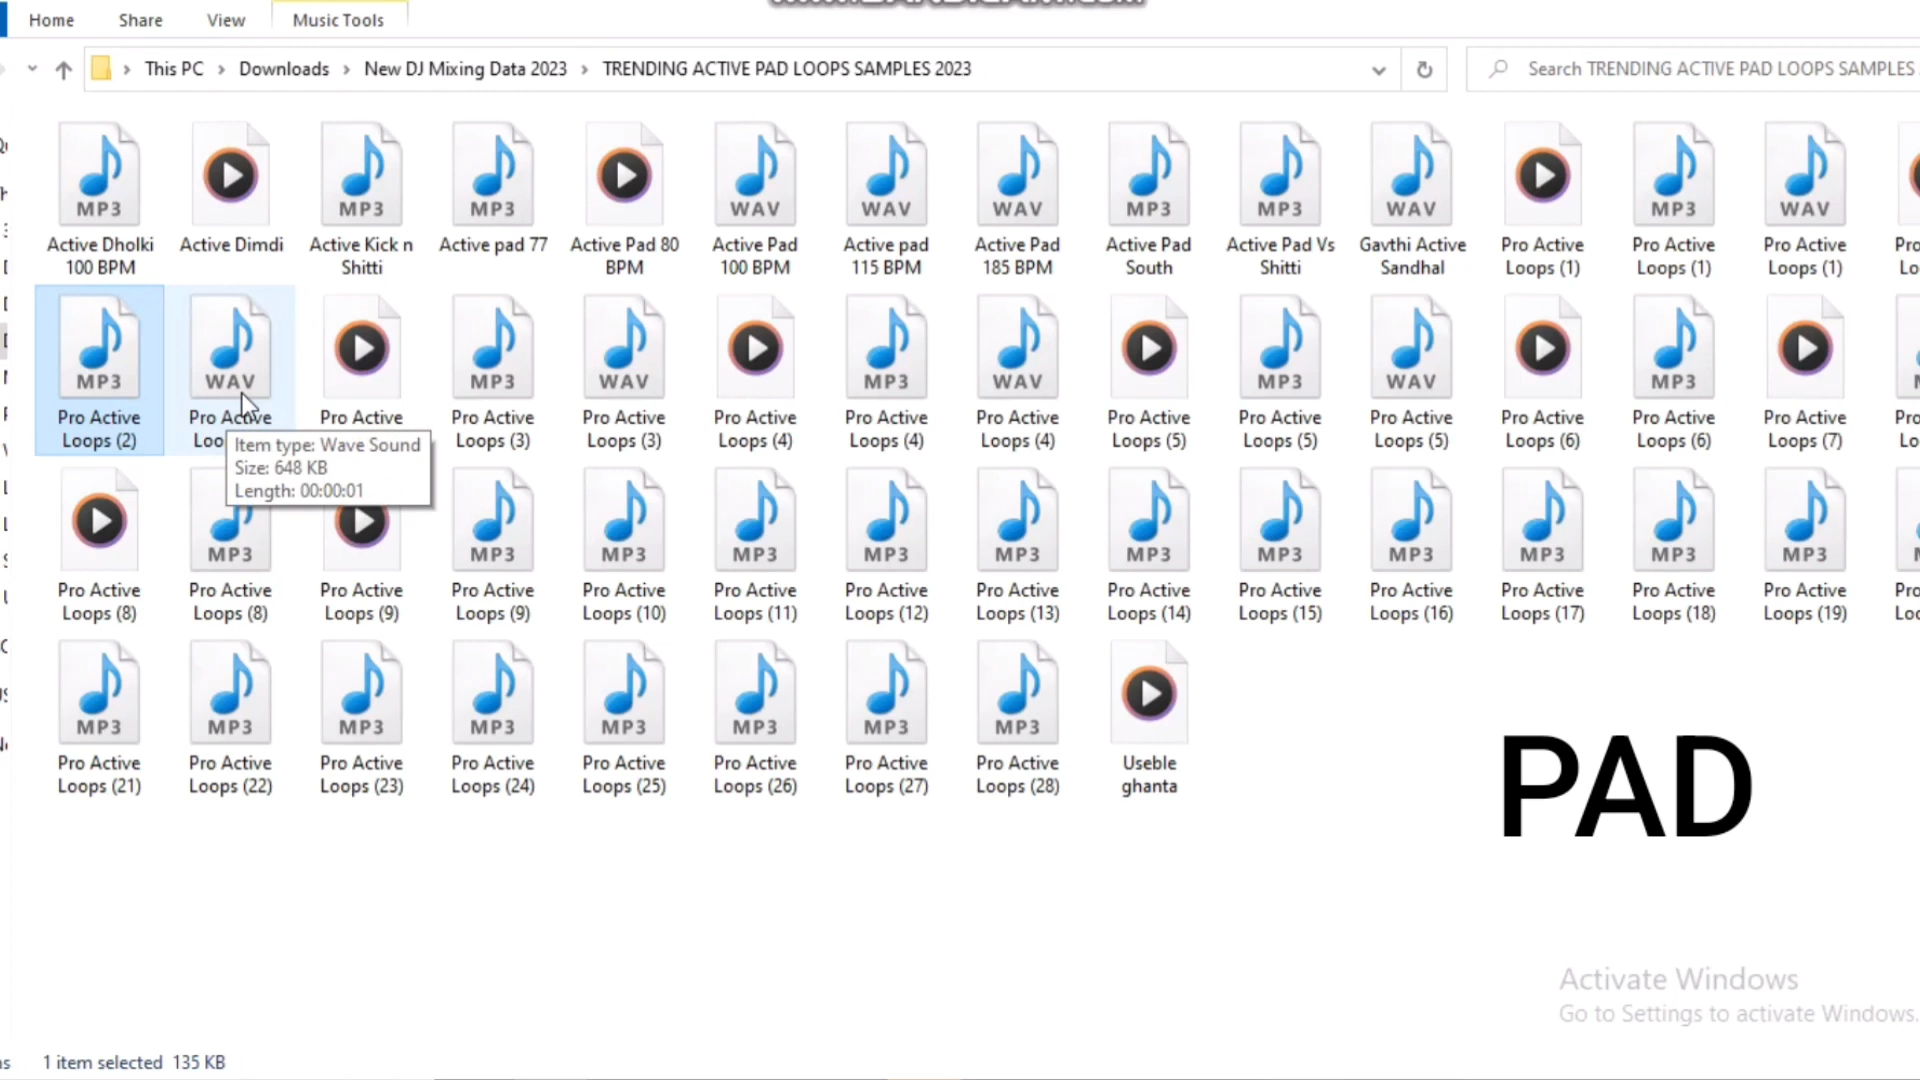 Home Share View Music Tools
This PC › Downloads › New DJ Mixing Data 2023 › TRENDING ACTIVE PAD LOOPS SAMPLES 2023
Search TRENDING ACTIVE PAD LOOPS SAMPLES
MP3 MP3 MP3 WAV WAV WAV MP3 MP3 WAV MP3 WAV
Active Dholki 100 BPM
Active Dimdi
Active Kick n Shitti
Active pad 77
Active Pad 80 BPM
Active Pad 100 BPM
Active pad 115 BPM
Active Pad 185 BPM
Active Pad South
Active Pad Vs Shitti
Gavthi Active Sandhal
Pro Active Loops (1)
Pro Active Loops (1)
Pro Active Loops (1)
MP3 WAV MP3 WAV MP3 WAV MP3 WAV MP3
Pro Active Loops (2)
Pro Active
Pro Active
Pro Active Loops (3)
Pro Active Loops (3)
Pro Active Loops (4)
Pro Active Loops (4)
Pro Active Loops (4)
Pro Active Loops (5)
Pro Active Loops (5)
Pro Active Loops (5)
Pro Active Loops (6)
Pro Active Loops (6)
Pro Active Loops (7)
Item type: Wave Sound
Size: 648 KB
Length: 00:00:01
MP3 MP3 MP3 MP3 MP3 MP3 MP3 MP3 MP3 MP3 MP3 MP3
Pro Active Loops (8)
Pro Active Loops (8)
Pro Active Loops (9)
Pro Active Loops (9)
Pro Active Loops (10)
Pro Active Loops (11)
Pro Active Loops (12)
Pro Active Loops (13)
Pro Active Loops (14)
Pro Active Loops (15)
Pro Active Loops (16)
Pro Active Loops (17)
Pro Active Loops (18)
Pro Active Loops (19)
MP3 MP3 MP3 MP3 MP3 MP3 MP3 MP3
Pro Active Loops (21)
Pro Active Loops (22)
Pro Active Loops (23)
Pro Active Loops (24)
Pro Active Loops (25)
Pro Active Loops (26)
Pro Active Loops (27)
Pro Active Loops (28)
Useble ghanta
PAD
Activate Windows
Go to Settings to activate Windows.
1 item selected 135 KB